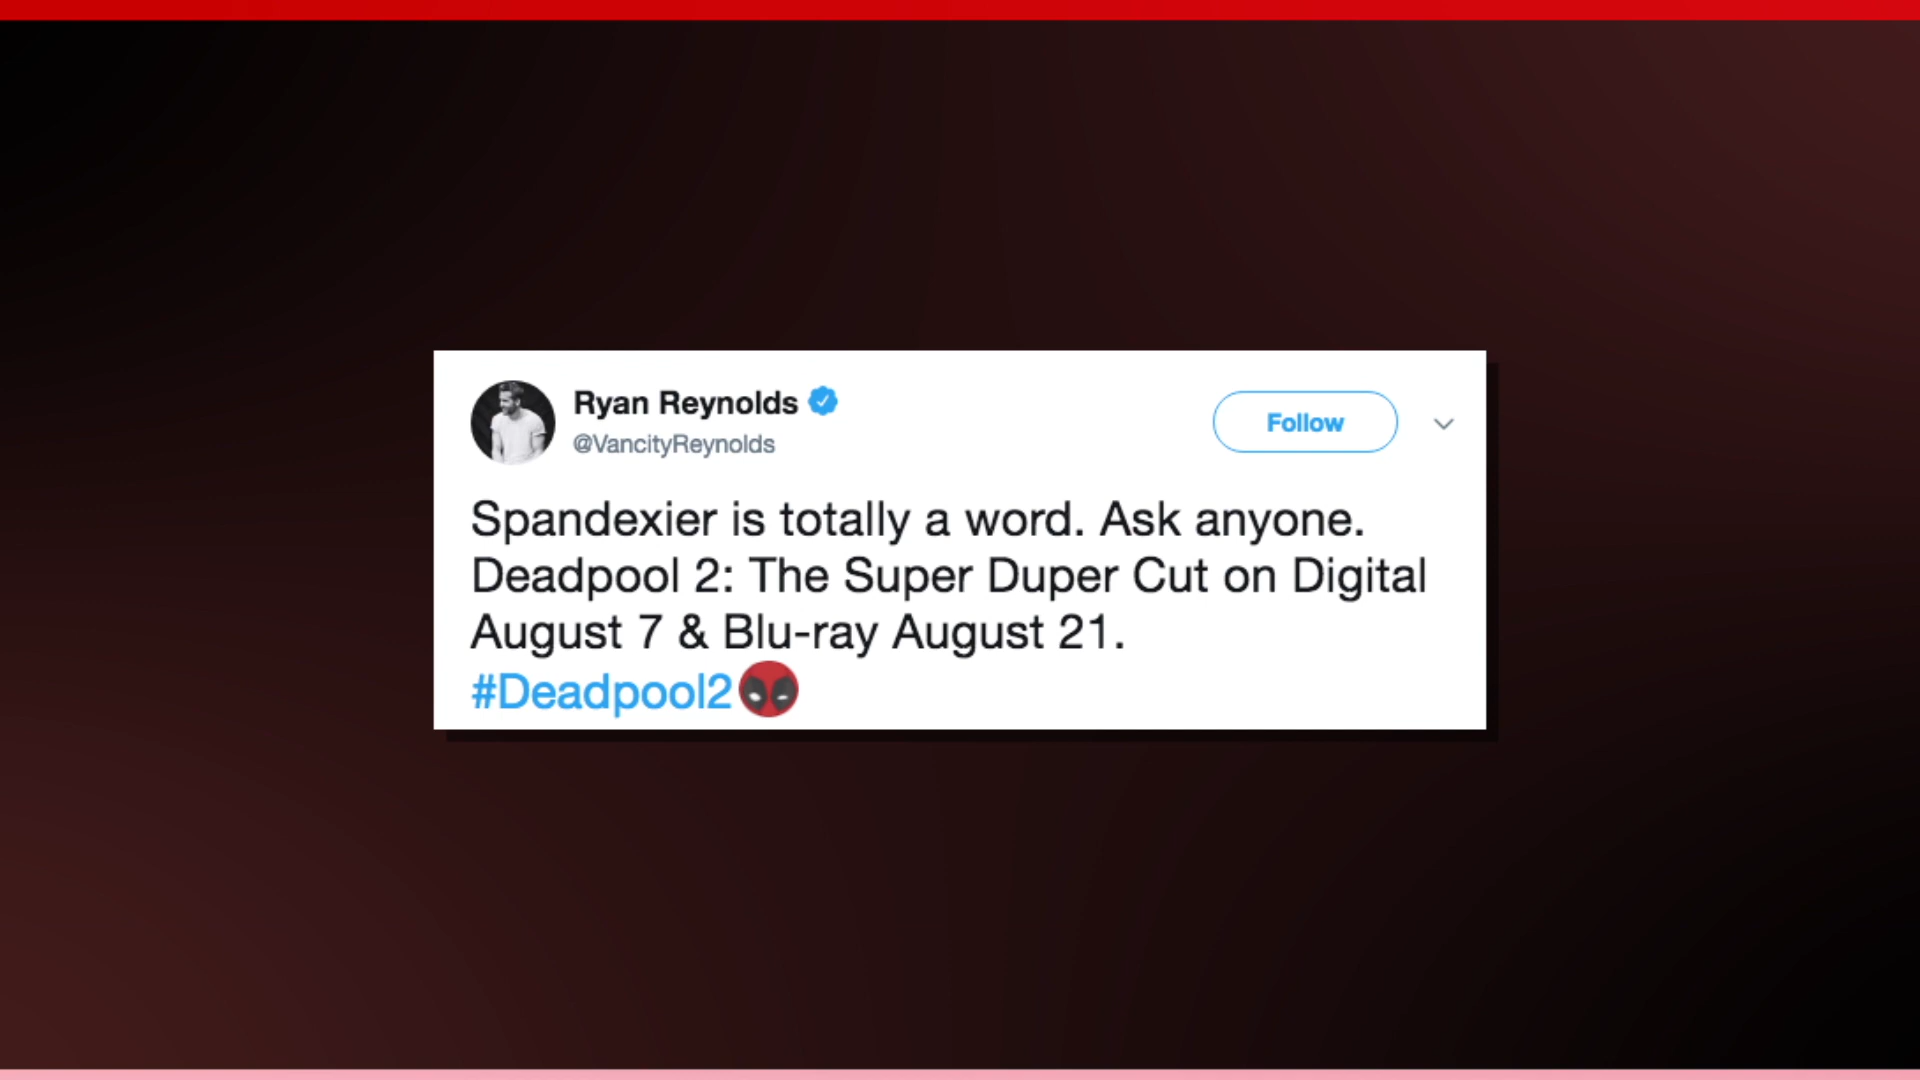 Ryan Reynolds
@VancityReynolds
Follow
Spandexier is totally a word. Ask anyone.
Deadpool 2: The Super Duper Cut on Digital
August 7 & Blu-ray August 21.
#Deadpool2